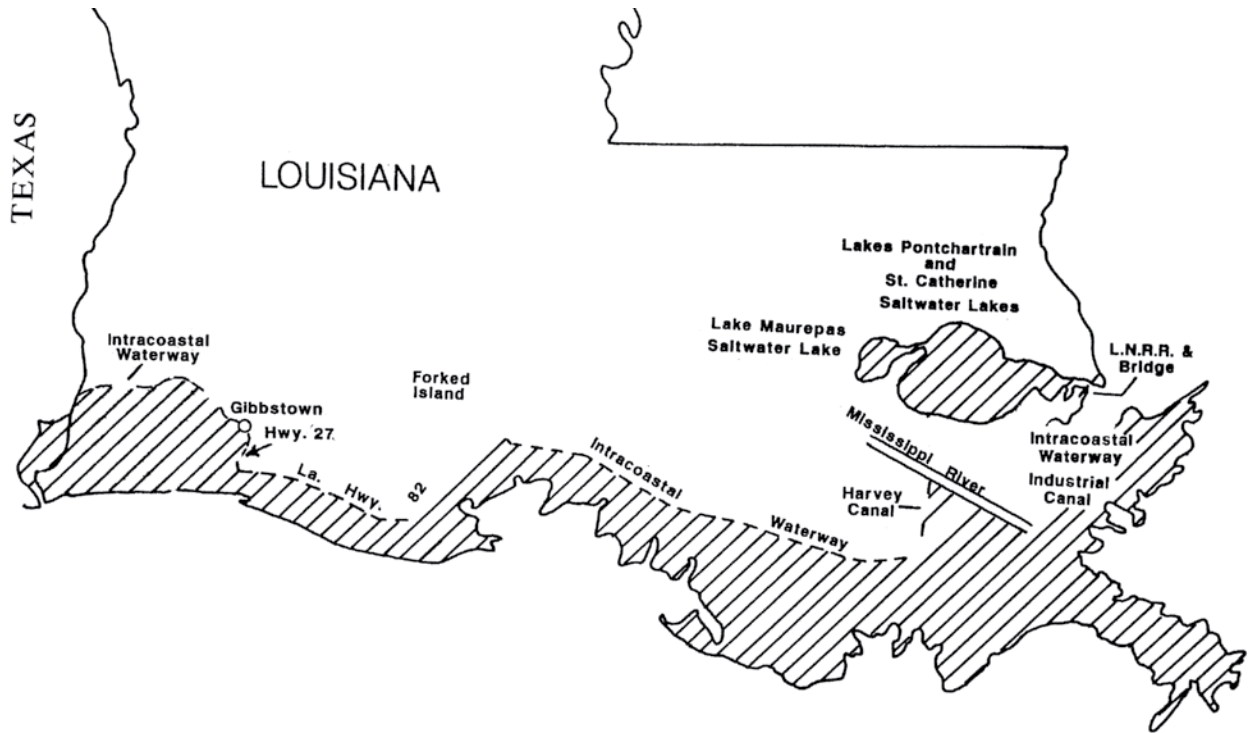 TEXAS
LOUISIANA
Lakes Pontchartrain
and
St. Catherine
Saltwater Lakes
Lake Maurepas
Saltwater Lake
L.N.R.R. &
Bridge
Intracoastal
Waterway
Forked
Island
Gibbstown
Hwy. 27
La. Hwy. 82
Intracoastal Waterway
Mississippi River
Harvey
Canal
Intracoastal
Waterway
Industrial
Canal